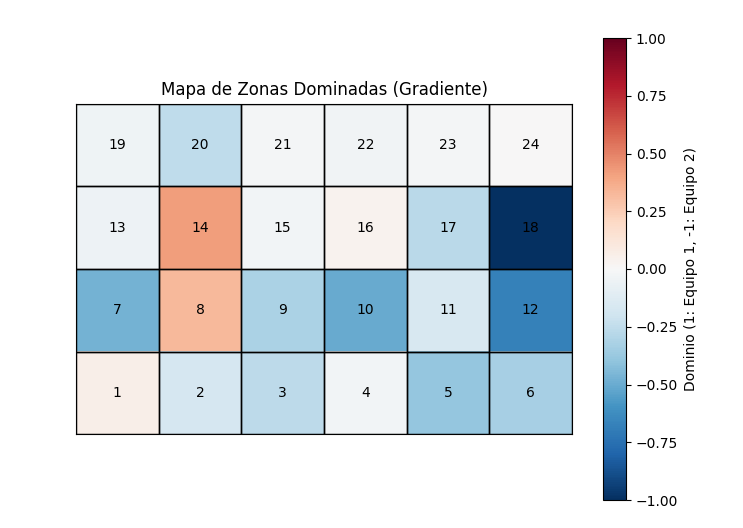 Mapa de Zonas Dominadas (Gradiente)
19 20 21 22 23 24
13 14 15 16 17 18
7 8 9 10 11 12
1 2 3 4 5 6
1.00
0.75
0.50
0.25
0.00
−0.25
−0.50
−0.75
−1.00
Dominio (1: Equipo 1, -1: Equipo 2)